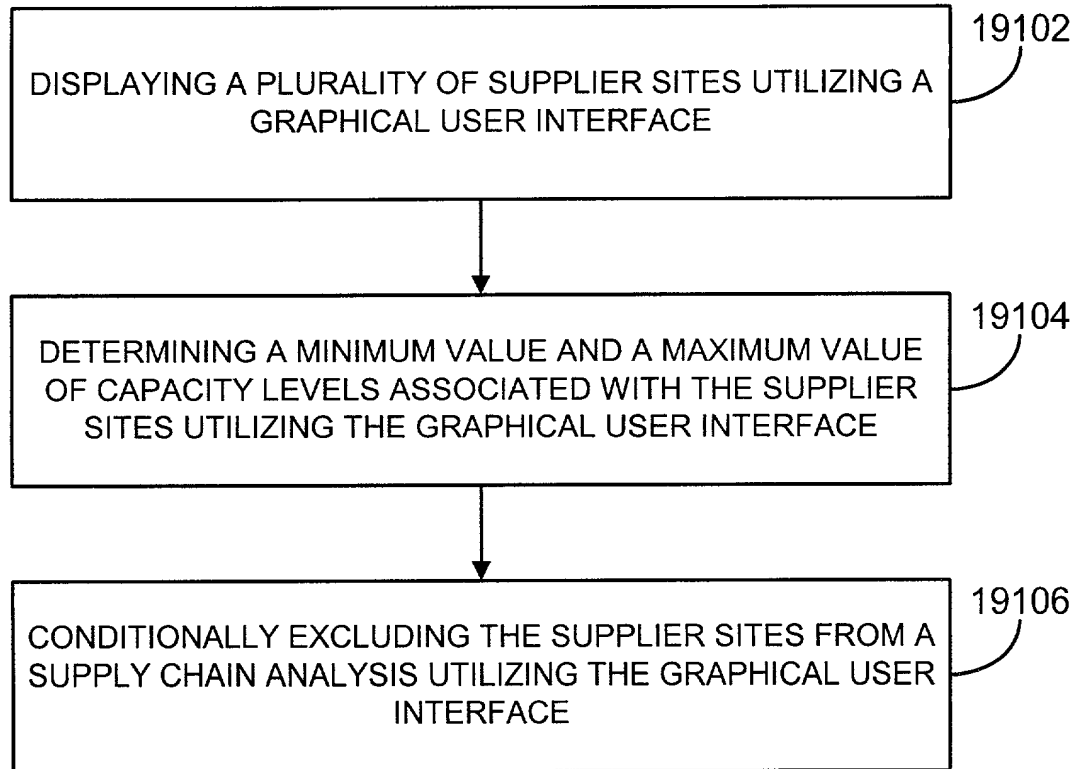 19102
DISPLAYING A PLURALITY OF SUPPLIER SITES UTILIZING A
GRAPHICAL USER INTERFACE
19104
DETERMINING A MINIMUM VALUE AND A MAXIMUM VALUE
OF CAPACITY LEVELS ASSOCIATED WITH THE SUPPLIER
SITES UTILIZING THE GRAPHICAL USER INTERFACE
19106
CONDITIONALLY EXCLUDING THE SUPPLIER SITES FROM A
SUPPLY CHAIN ANALYSIS UTILIZING THE GRAPHICAL USER
INTERFACE